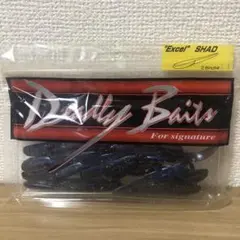 "Excel" SHAD
Deadly Baits
For signature